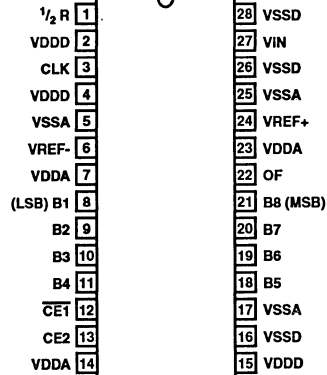 1/2 R 1 28 VSSD
VDDD 2 27 VIN
CLK 3 26 VSSD
VDDD 4 25 VSSA
VSSA 5 24 VREF+
VREF- 6 23 VDDA
VDDA 7 22 OF
(LSB) B1 8 21 B8 (MSB)
B2 9 20 B7
B3 10 19 B6
B4 11 18 B5
C̅E̅1̅ 12 17 VSSA
CE2 13 16 VSSD
VDDA 14 15 VDDD